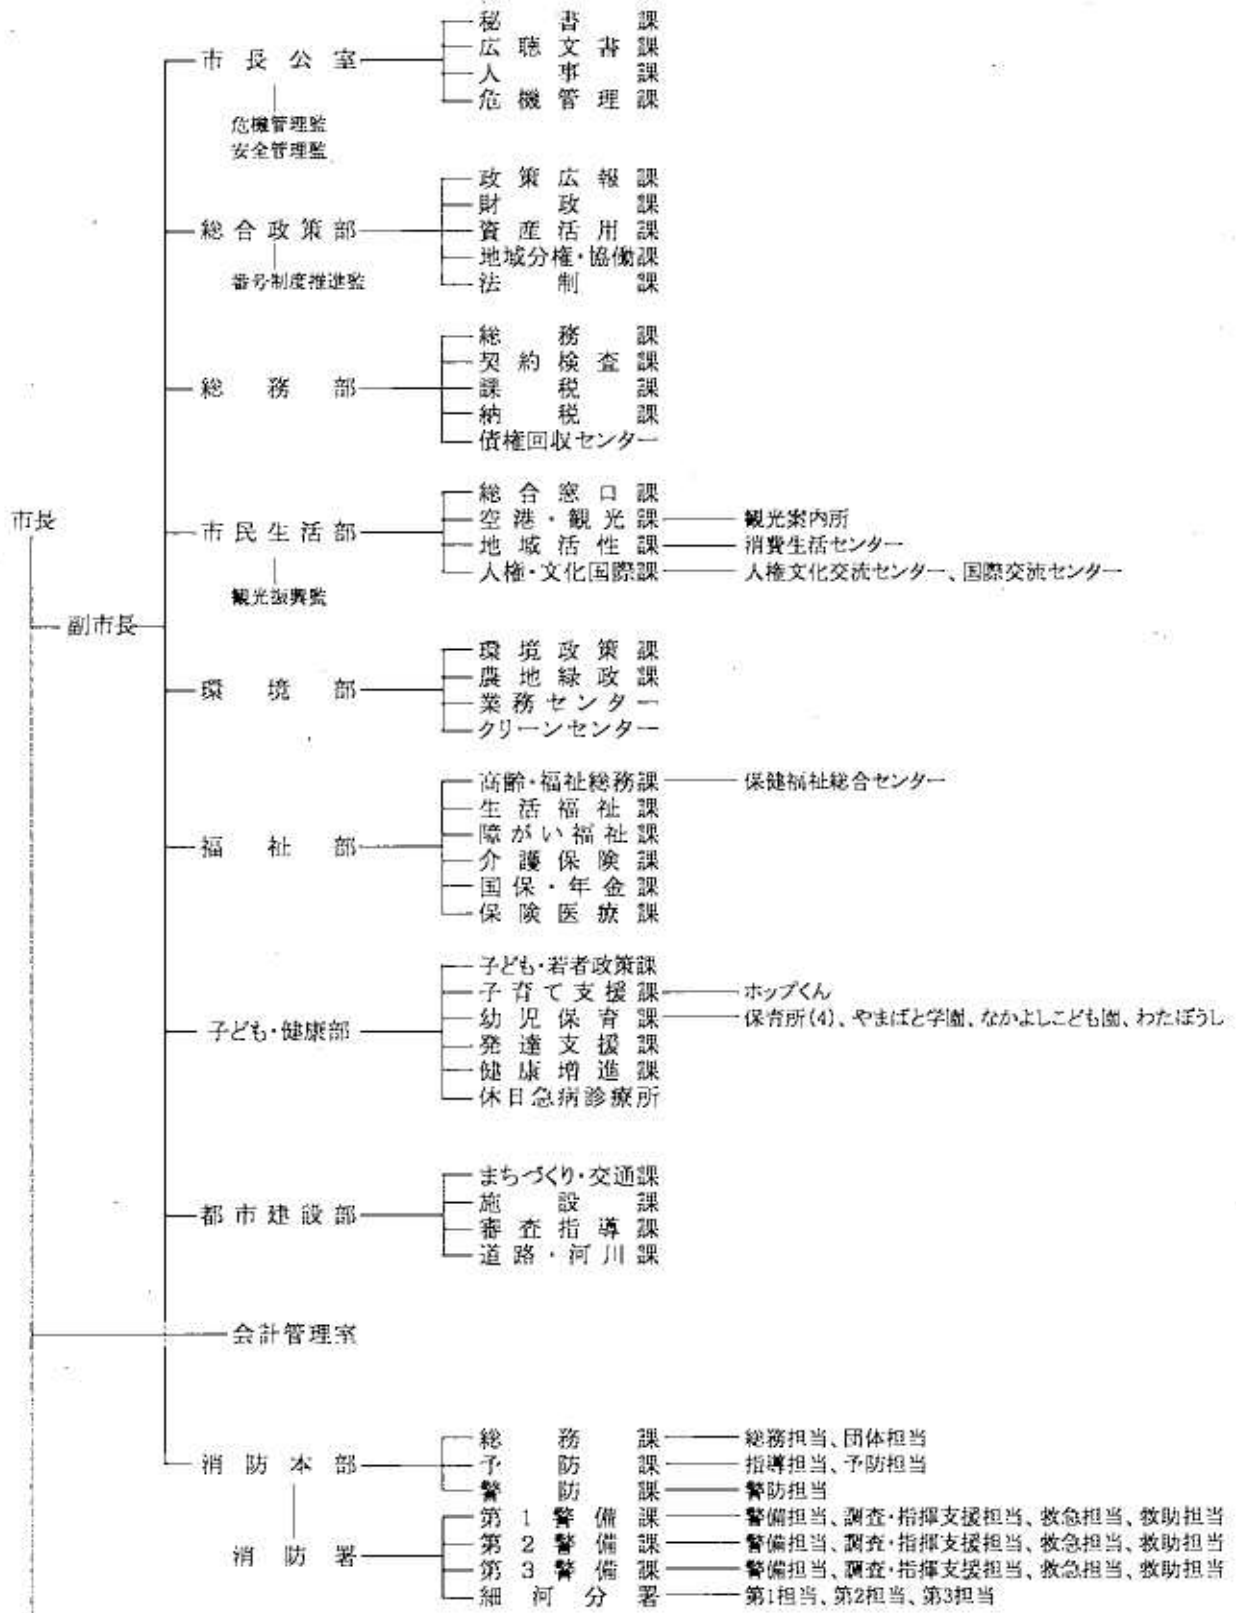 秘書課
広聴文書課
市長公室
人事課
危機管理課
危機管理監
安全管理監
政策広報課
財政課
総合政策部
資産活用課
地域分権・協働課
番号制度推進監
法制課
総務課
契約検査課
総務部
課税課
納税課
債権回収センター
総合窓口課
市長
空港・観光課 観光案内所
市民生活部
地域活性課 消費生活センター
人権・文化国際課 人権文化交流センター、国際交流センター
観光振興監
副市長
環境政策課
農地緑政課
環境部
業務センター
クリーンセンター
高齢・福祉総務課 保健福祉総合センター
生活福祉課
障がい福祉課
福祉部
介護保険課
国保・年金課
保険医療課
子ども・若者政策課
子育て支援課 ホップくん
幼児保育課 保育所(4)、やまばと学園、なかよしこども園、わたぼうし
子ども・健康部
発達支援課
健康増進課
休日急病診療所
まちづくり・交通課
施設課
都市建設部
審査指導課
道路・河川課
会計管理室
総務課 総務担当、団体担当
消防本部 予防課 指導担当、予防担当
警防課 警防担当
第1警備課 警備担当、調査・指揮支援担当、救急担当、救助担当
第2警備課 警備担当、調査・指揮支援担当、救急担当、救助担当
消防署
第3警備課 警備担当、調査・指揮支援担当、救急担当、救助担当
細河分署 第1担当、第2担当、第3担当